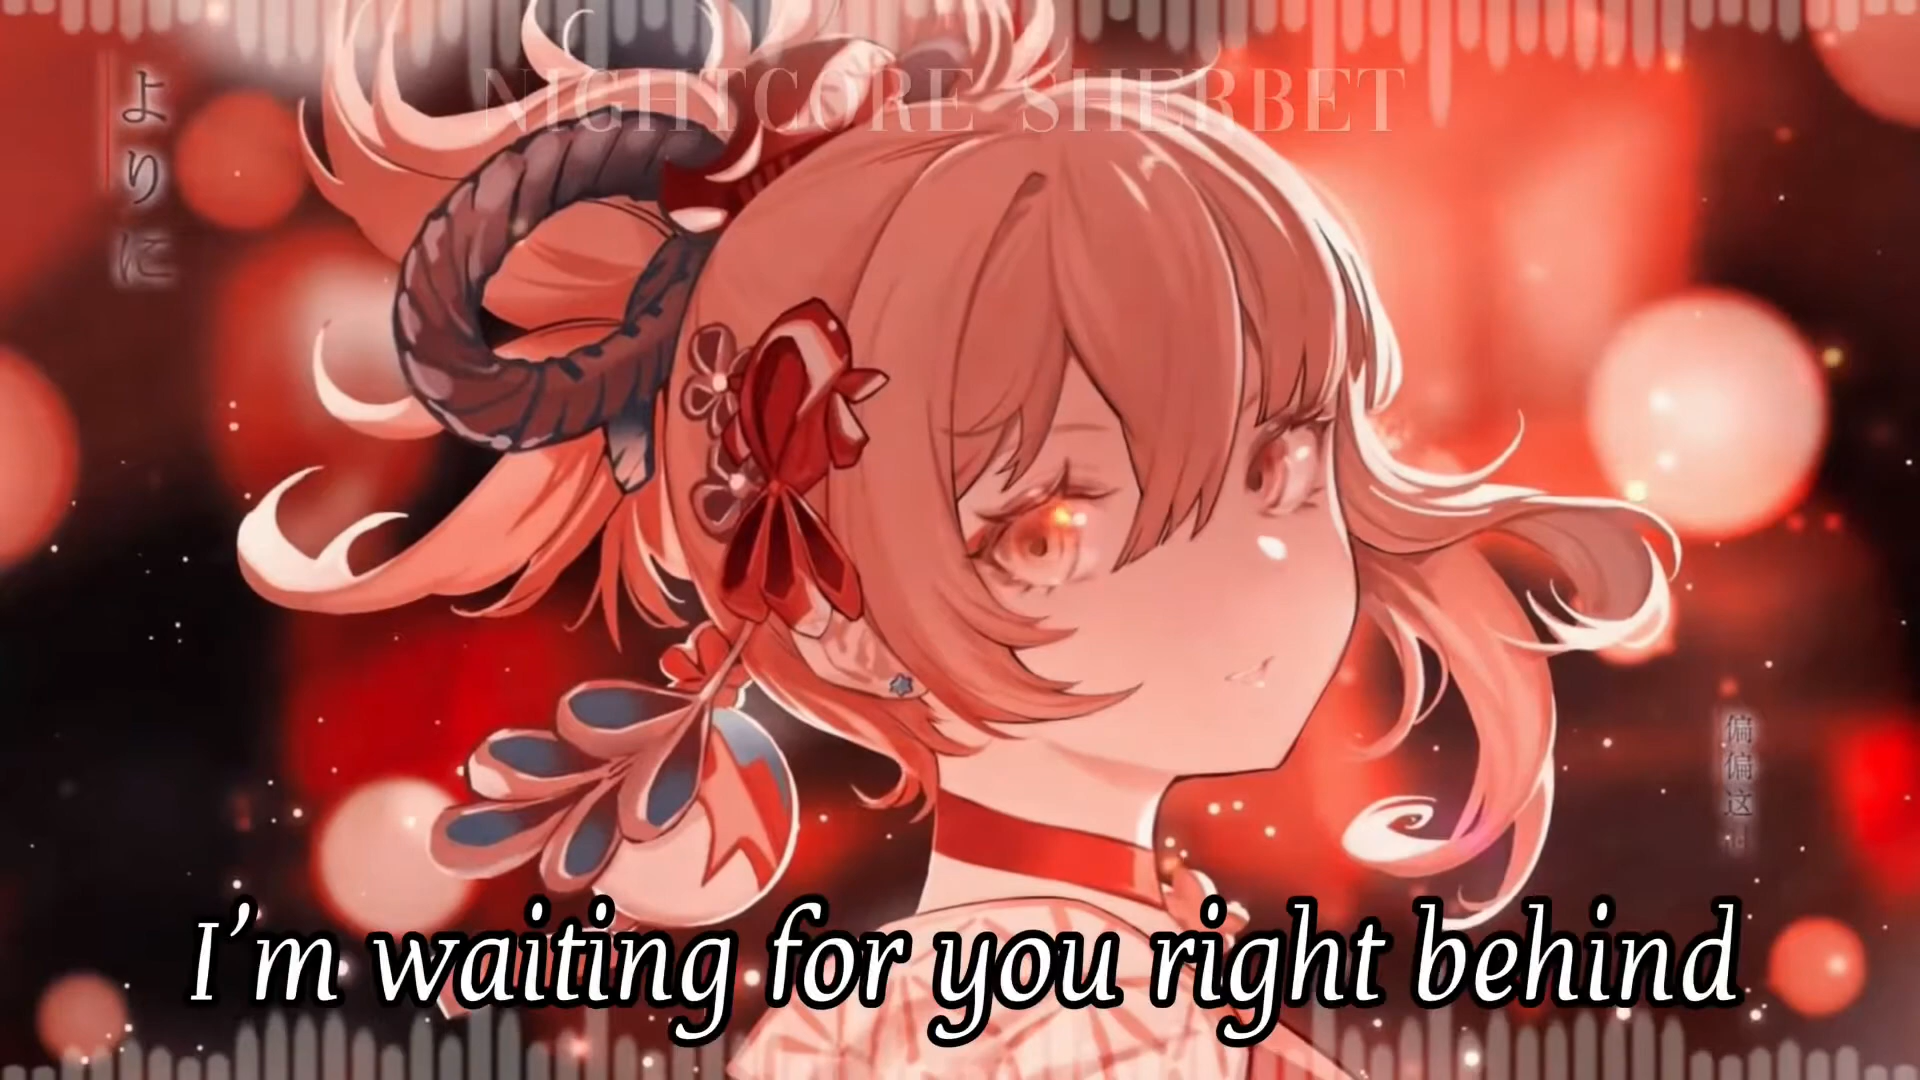 NIGHTCORE SHERBET
よりに
偏偏这
I’m waiting for you right behind